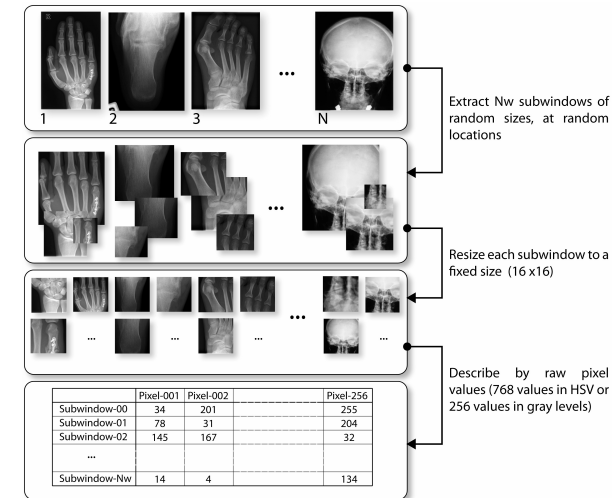 1 2 3 ... N
Extract Nw subwindows of
random sizes, at random
locations
...
Resize each subwindow to a
fixed size (16 x16)
...
... ... ... ...
Describe by raw pixel
values (768 values in HSV or
256 values in gray levels)
Pixel-001 Pixel-002 Pixel-256
Subwindow-00 34 201 255
Subwindow-01 78 31 204
Subwindow-02 145 167 32
...
Subwindow-Nw 14 4 134